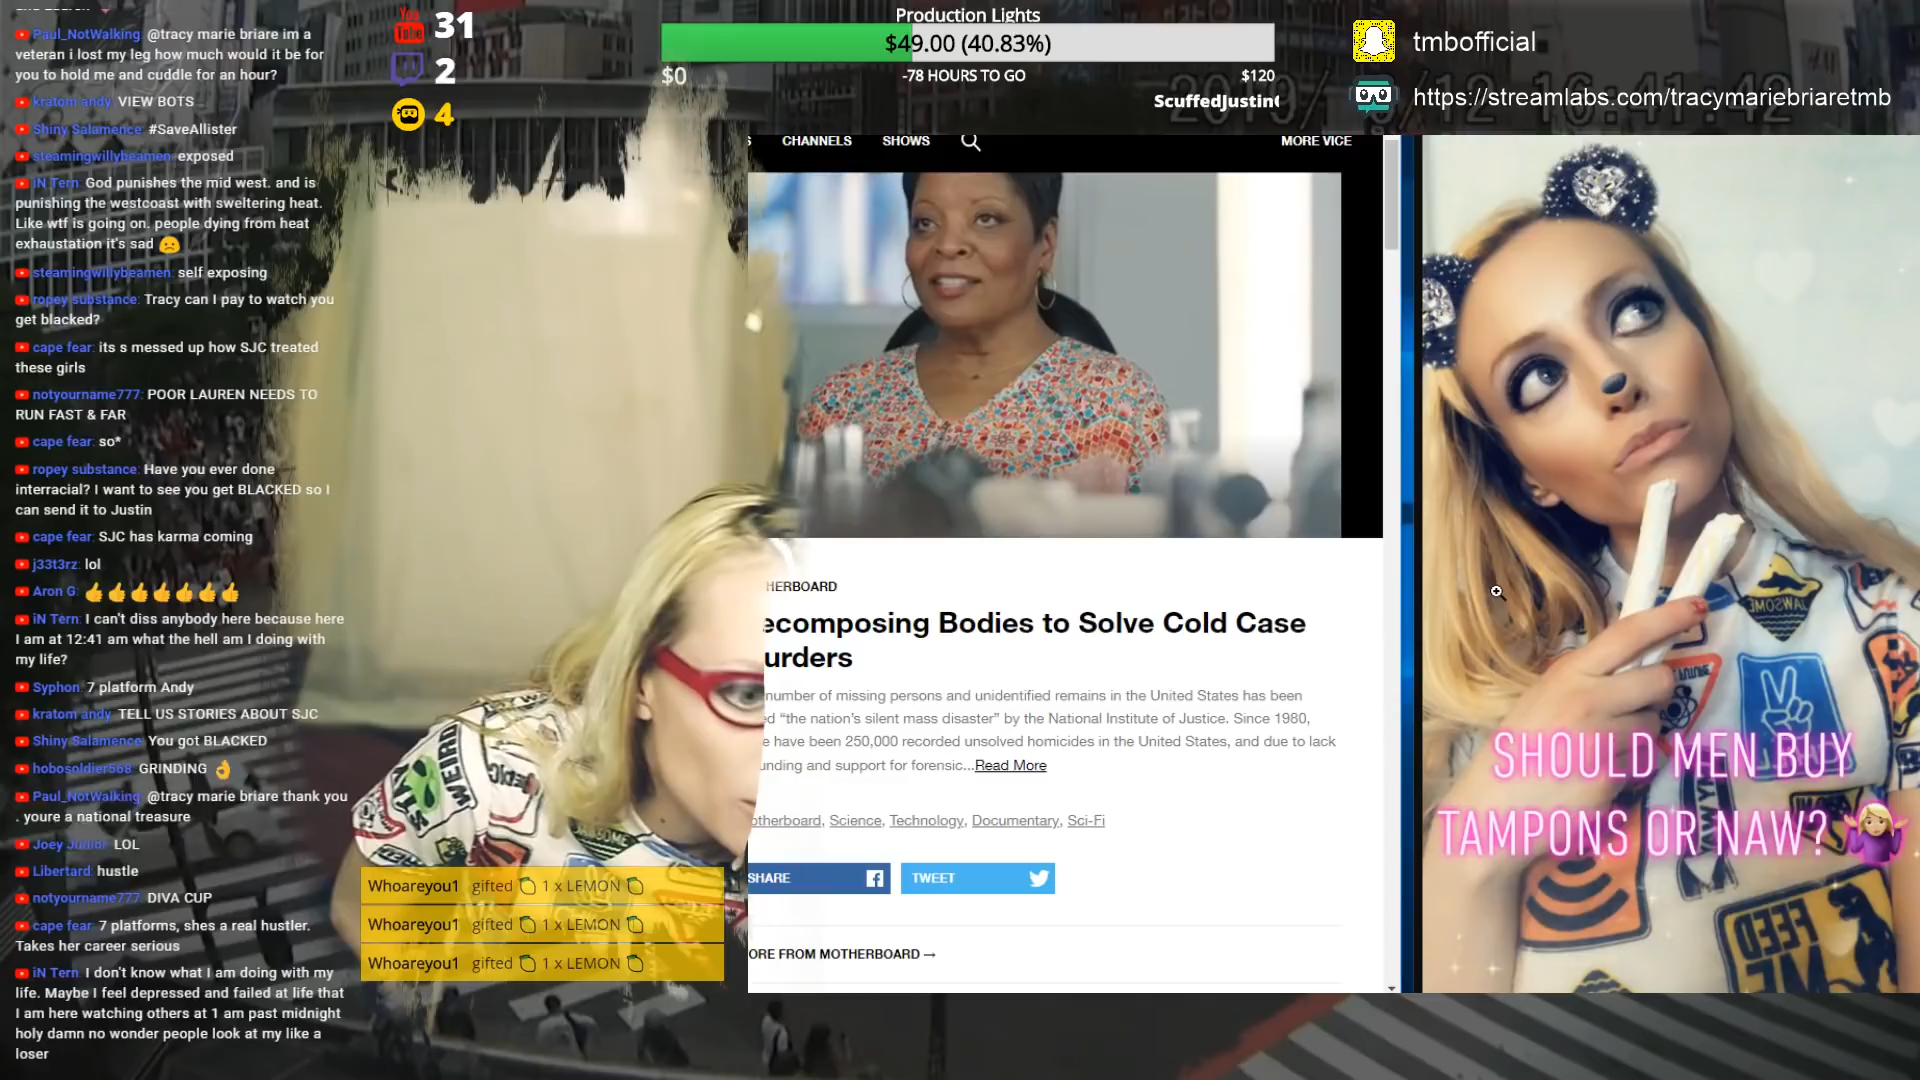 Paul_NotWalking: @tracy marie briare im a
veteran i lost my leg how much would it be for
you to hold me and cuddle for an hour?
kratom andy: VIEW BOTS
Shiny Salamence: #SaveAllister
steamingwillybeamen: exposed
iN Tern: God punishes the mid west. and is
punishing the westcoast with sweltering heat.
Like wtf is going on. people dying from heat
exhaustation it's sad 🙁
steamingwillybeamen: self exposing
ropey substance: Tracy can I pay to watch you
get blacked?
cape fear: its s messed up how SJC treated
these girls
notyourname777: POOR LAUREN NEEDS TO
RUN FAST & FAR
cape fear: so*
ropey substance: Have you ever done
interracial? I want to see you get BLACKED so I
can send it to Justin
cape fear: SJC has karma coming
j33t3rz: lol
Aron G: 👍👍👍👍👍👍👍
iN Tern: I can't diss anybody here because here
I am at 12:41 am what the hell am I doing with
my life?
Syphon: 7 platform Andy
kratom andy: TELL US STORIES ABOUT SJC
Shiny Salamence: You got BLACKED
hobosoldier568: GRINDING 👌
Paul_NotWalking: @tracy marie briare thank you
. youre a national treasure
Joey Junior: LOL
Libertard: hustle
notyourname777: DIVA CUP
cape fear: 7 platforms, shes a real hustler.
Takes her career serious
iN Tern: I don't know what I am doing with my
life. Maybe I feel depressed and failed at life that
I am here watching others at 1 am past midnight
holy damn no wonder people look at my like a
loser
You Tube 31
2
4
Production Lights
$49.00 (40.83%)
$0 -78 HOURS TO GO $120
ScuffedJustin
2019/ /12 16:41:42
tmbofficial
https://streamlabs.com/tracymariebriaretmb
S CHANNELS SHOWS MORE VICE
HERBOARD
ecomposing Bodies to Solve Cold Case
urders
number of missing persons and unidentified remains in the United States has been
ed “the nation’s silent mass disaster” by the National Institute of Justice. Since 1980,
e have been 250,000 recorded unsolved homicides in the United States, and due to lack
unding and support for forensic...Read More
otherboard, Science, Technology, Documentary, Sci-Fi
SHARE TWEET
ORE FROM MOTHERBOARD →
WEIRD
STAY
Whoareyou1 gifted 🍋 1 x LEMON 🍋
Whoareyou1 gifted 🍋 1 x LEMON 🍋
Whoareyou1 gifted 🍋 1 x LEMON 🍋
JAWSOME
SHOULD MEN BUY
TAMPONS OR NAW? 🤷🏼‍♀️
FEED
ME